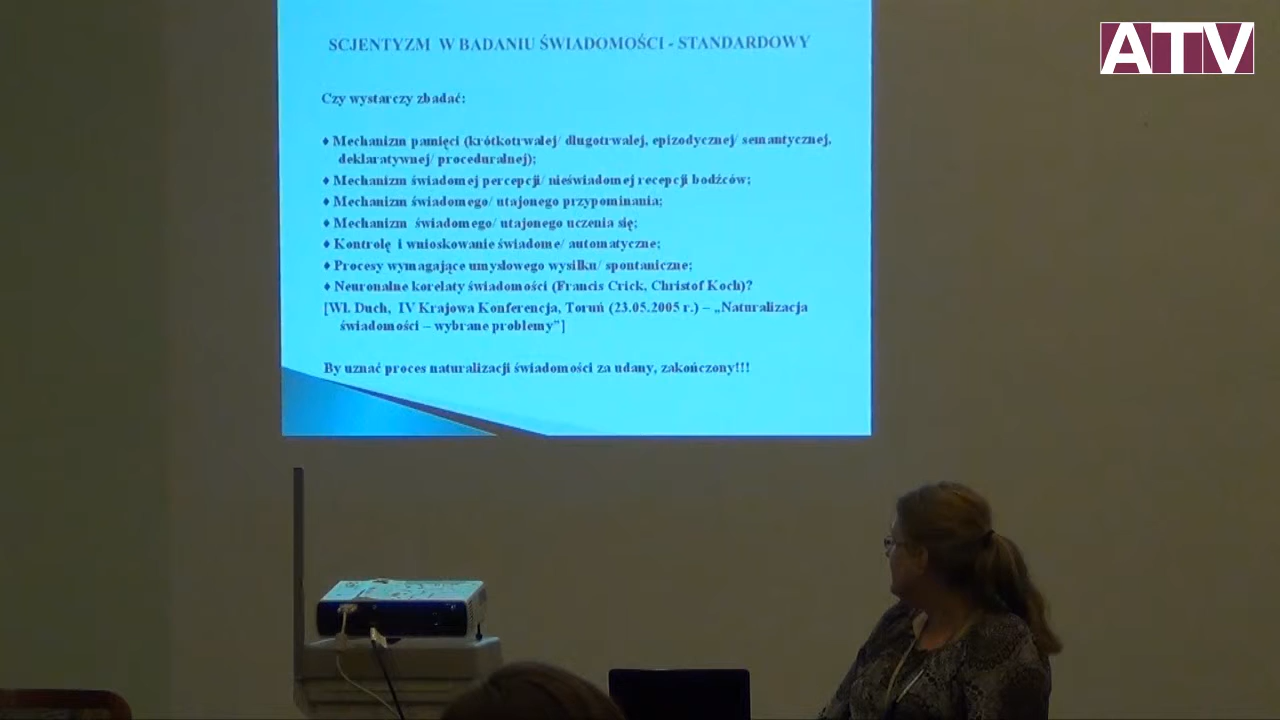 ATV
SCJENTYZM W BADANIU ŚWIADOMOŚCI - STANDARDOWY
Czy wystarczy zbadać:
♦ Mechanizm pamięci (krótkotrwałej/ długotrwałej, epizodycznej/ semantycznej,
deklaratywnej/ proceduralnej);
♦ Mechanizm świadomej percepcji/ nieświadomej recepcji bodźców;
♦ Mechanizm świadomego/ utajonego przypominania;
♦ Mechanizm świadomego/ utajonego uczenia się;
♦ Kontrolę i wnioskowanie świadome/ automatyczne;
♦ Procesy wymagające umysłowego wysiłku/ spontaniczne;
♦ Neuronalne korelaty świadomości (Francis Crick, Christof Koch)?
[Wł. Duch, IV Krajowa Konferencja, Toruń (23.05.2005 r.) – „Naturalizacja
świadomości – wybrane problemy”]
By uznać proces naturalizacji świadomości za udany, zakończony!!!